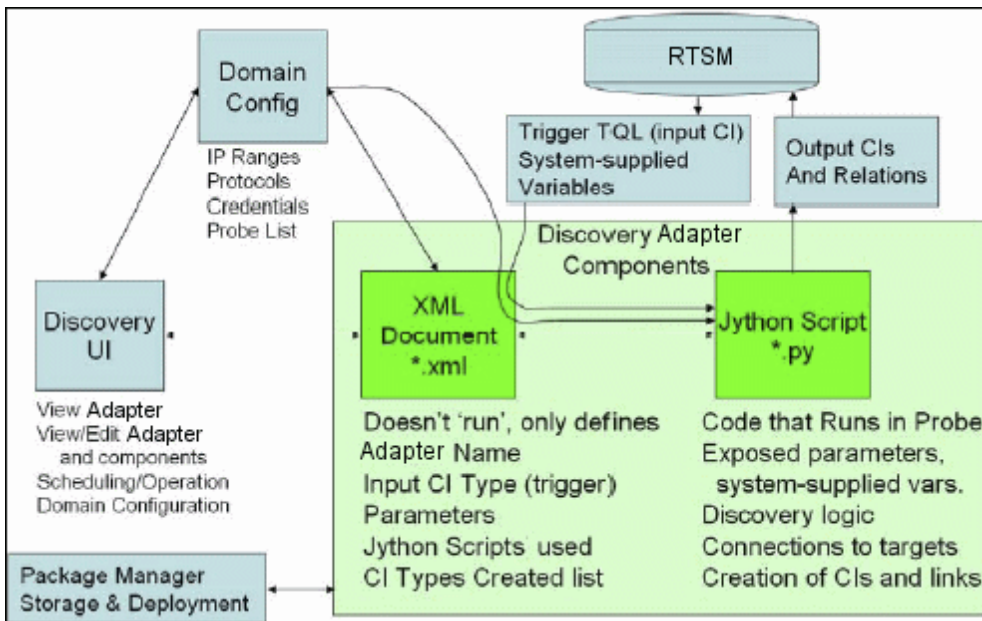 RTSM
Domain
Config
IP Ranges
Protocols
Credentials
Probe List
Trigger TQL (input CI)
System-supplied
Variables
Output CIs
And Relations
Discovery Adapter
Components
Discovery
UI
View Adapter
View/Edit Adapter
and components
Scheduling/Operation
Domain Configuration
XML
Document
*.xml
Doesn't 'run', only defines
Adapter Name
Input CI Type (trigger)
Parameters
Jython Scripts used
CI Types Created list
Jython Script
*.py
Code that Runs in Probe
Exposed parameters,
system-supplied vars.
Discovery logic
Connections to targets
Creation of CIs and links
Package Manager
Storage & Deployment